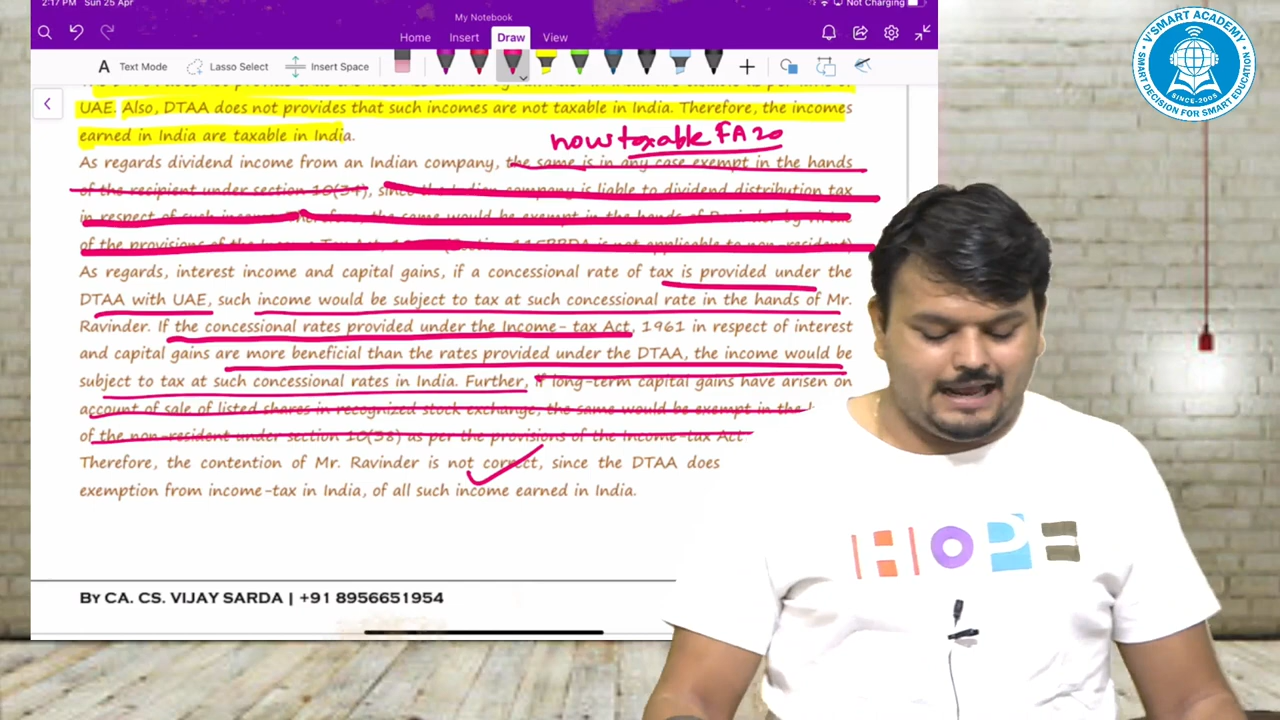 2:17 PM Sun 25 Apr
Not Charging
My Notebook
Home Insert Draw View
Text Mode Lasso Select Insert Space
UAE. Also, DTAA does not provides that such incomes are not taxable in India. Therefore, the incomes
earned in India are taxable in India.
now taxable FA 20
As regards dividend income from an Indian company, the same is in any case exempt in the hands
of the recipient under section 10(34), since the Indian company is liable to dividend distribution tax
in respect of such income the same would be exempt in the hands of
of the provisions of the Income Tax Act, is not applicable to non-resident)
As regards, interest income and capital gains, if a concessional rate of tax is provided under the
DTAA with UAE, such income would be subject to tax at such concessional rate in the hands of Mr.
Ravinder. If the concessional rates provided under the Income- tax Act, 1961 in respect of interest
and capital gains are more beneficial than the rates provided under the DTAA, the income would be
subject to tax at such concessional rates in India. Further, if long-term capital gains have arisen on
account of sale of listed shares in recognized stock exchange, the same would be exempt in the
of the non-resident under section 10(38) as per the provisions of the Income-tax Act
Therefore, the contention of Mr. Ravinder is not correct, since the DTAA does
exemption from income-tax in India, of all such income earned in India.
BY CA. CS. VIJAY SARDA | +91 8956651954
V'SMART ACADEMY
SINCE-2005
SMART DECISION FOR SMART EDUCATION
HOPE